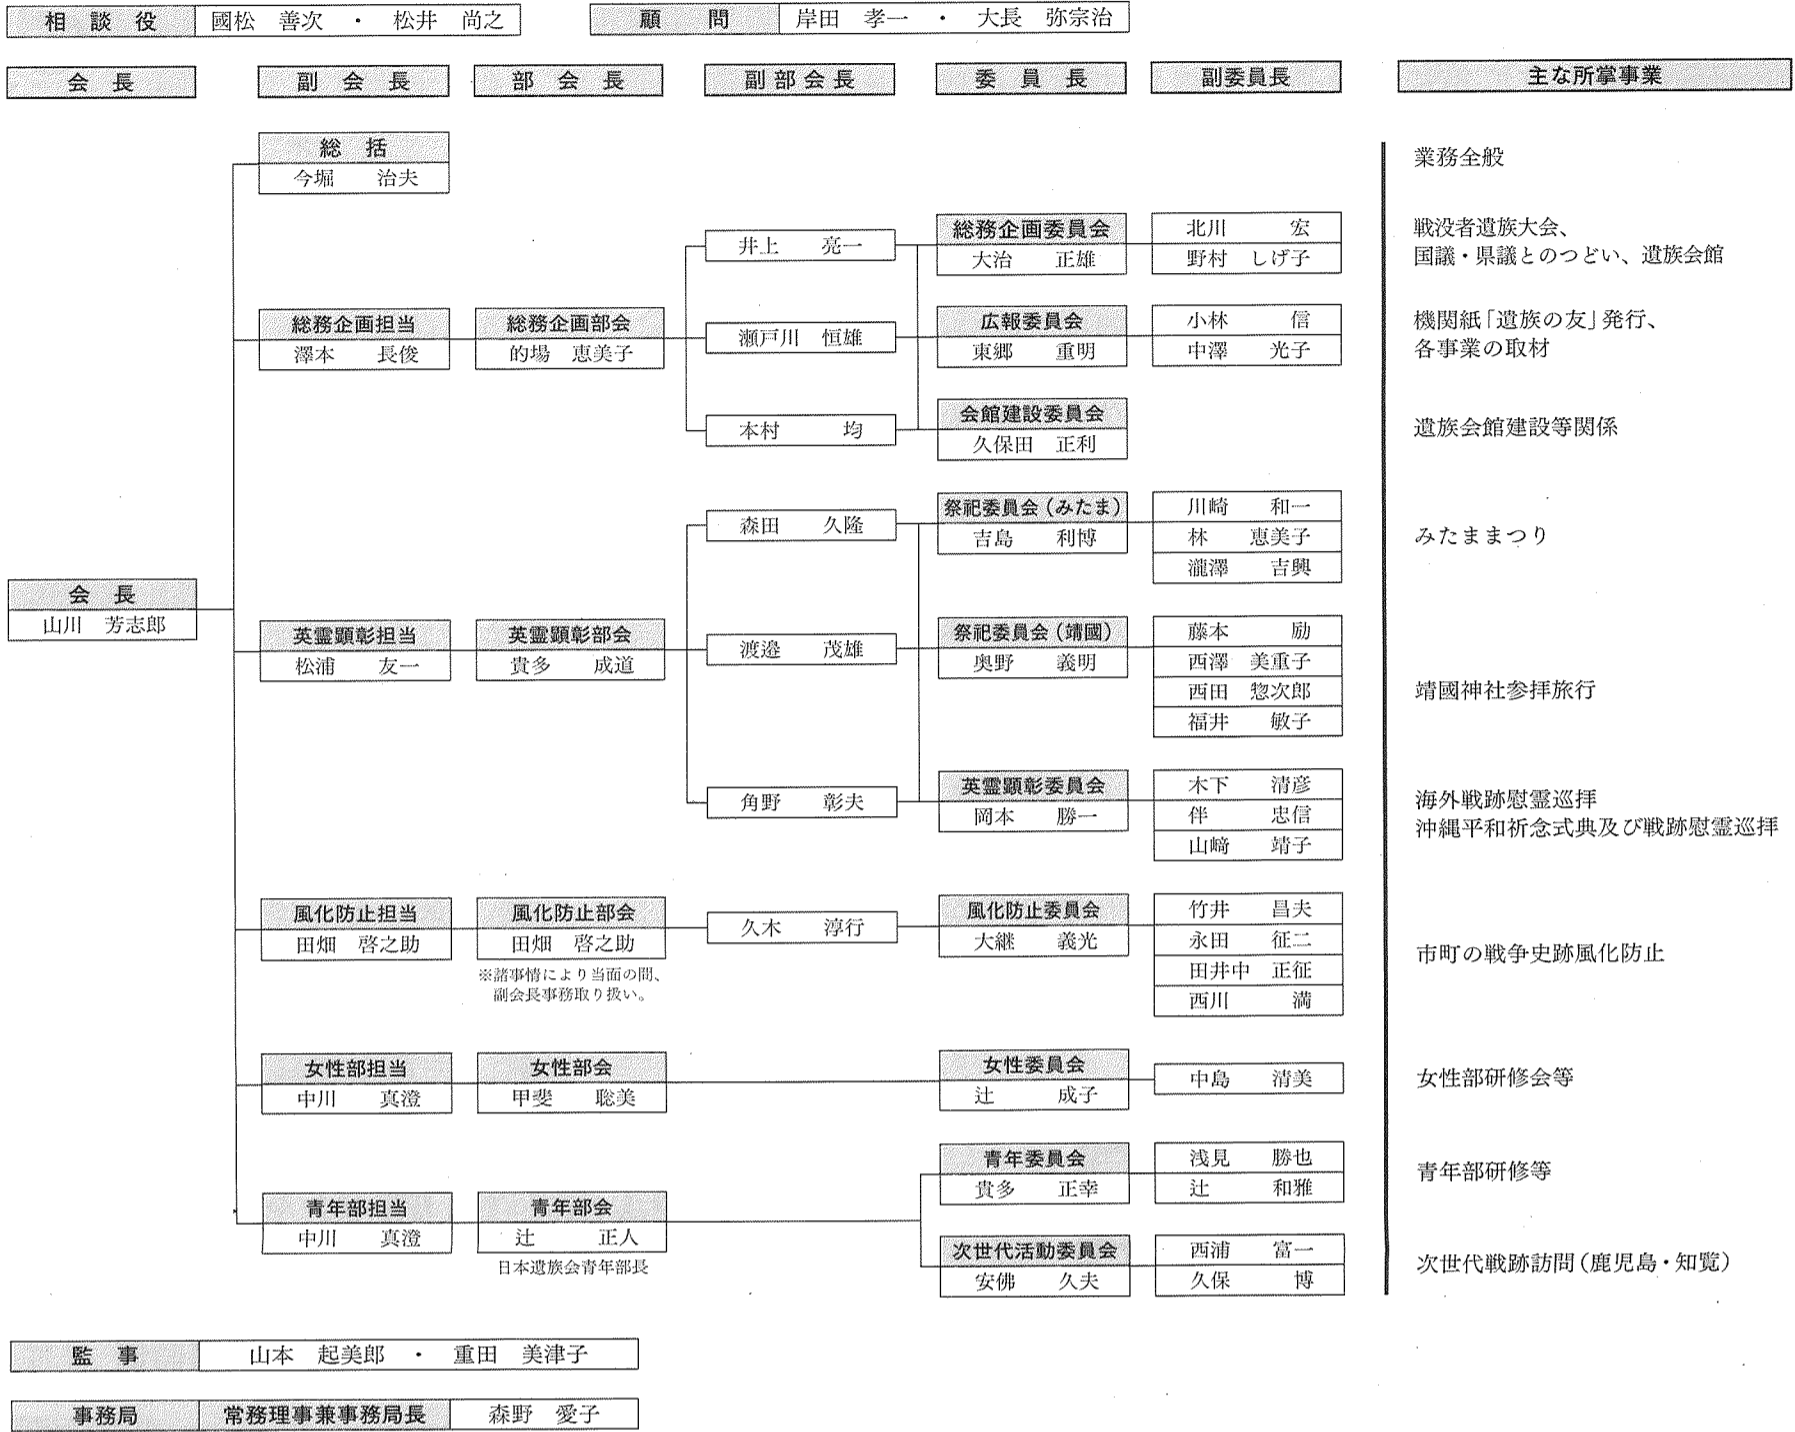 相談役 國松 善次 ・ 松井 尚之
顧問 岸田 孝一 ・ 大長 弥宗治
会長 副会長 部会長 副部会長 委員長 副委員長 主な所掌事業
総括
今堀 治夫
業務全般
総務企画担当
澤本 長俊
総務企画部会
的場 恵美子
井上 亮一
瀬戸川 恒雄
本村 均
総務企画委員会
大治 正雄
北川 宏
野村 しげ子
戦没者遺族大会、
国議・県議とのつどい、遺族会館
広報委員会
東郷 重明
小林 信
中澤 光子
機関紙「遺族の友」発行、
各事業の取材
会館建設委員会
久保田 正利
遺族会館建設等関係
会長
山川 芳志郎
英霊顕彰担当
松浦 友一
英霊顕彰部会
貴多 成道
森田 久隆
渡邉 茂雄
角野 彰夫
祭祀委員会（みたま）
吉島 利博
川崎 和一
林 恵美子
瀧澤 吉興
みたままつり
祭祀委員会（靖國）
奥野 義明
藤本 励
西澤 美重子
西田 惣次郎
福井 敏子
靖國神社参拝旅行
英霊顕彰委員会
岡本 勝一
木下 清彦
伴 忠信
山﨑 靖子
海外戦跡慰霊巡拝
沖縄平和祈念式典及び戦跡慰霊巡拝
風化防止担当
田畑 啓之助
風化防止部会
田畑 啓之助
※諸事情により当面の間、
副会長事務取り扱い。
久木 淳行
風化防止委員会
大継 義光
竹井 昌夫
永田 征二
田井中 正征
西川 満
市町の戦争史跡風化防止
女性部担当
中川 真澄
女性部会
甲斐 聡美
女性委員会
辻 成子
中島 清美
女性部研修会等
青年部担当
中川 真澄
青年部会
辻 正人
日本遺族会青年部長
青年委員会
貴多 正幸
浅見 勝也
辻 和雅
青年部研修等
次世代活動委員会
安佛 久夫
西浦 富一
久保 博
次世代戦跡訪問（鹿児島・知覧）
監事 山本 起美郎 ・ 重田 美津子
事務局 常務理事兼事務局長 森野 愛子